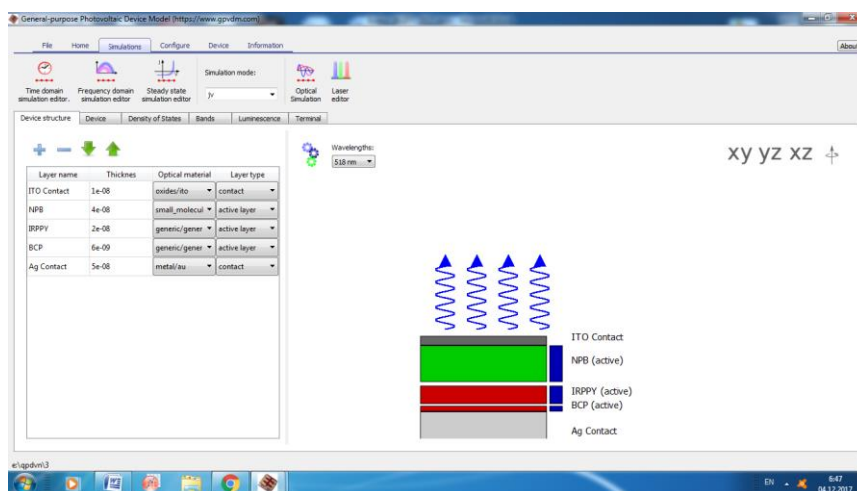 General-purpose Photovoltaic Device Model (https://www.gpvdm.com)
File Home Simulations Configure Device Information
About
Time domain simulation editor.
Frequency domain simulation editor
Steady state simulation editor
Simulation mode:
jv
Optical Simulation
Laser editor
Device structure Device Density of States Bands Luminescence Terminal
Layer name Thicknes Optical material Layer type
ITO Contact 1e-08 oxides/ito contact
NPB 4e-08 small_molecul active layer
IRPPY 2e-08 generic/gener active layer
BCP 6e-09 generic/gener active layer
Ag Contact 5e-08 metal/au contact
Wavelengths:
518 nm
xy yz xz
ITO Contact
NPB (active)
IRPPY (active)
BCP (active)
Ag Contact
e:\qpdvn\3
EN
6:47
04.12.2017